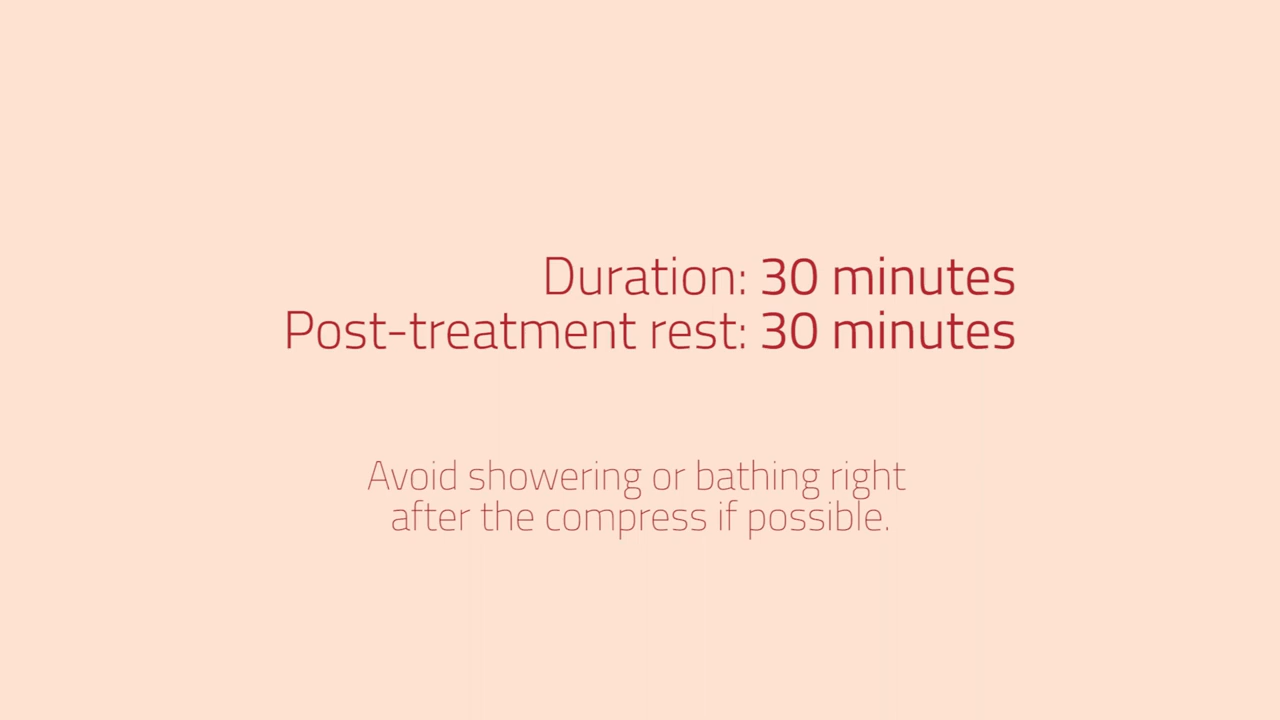 Duration: 30 minutes
Post-treatment rest: 30 minutes
Avoid showering or bathing right
after the compress if possible.